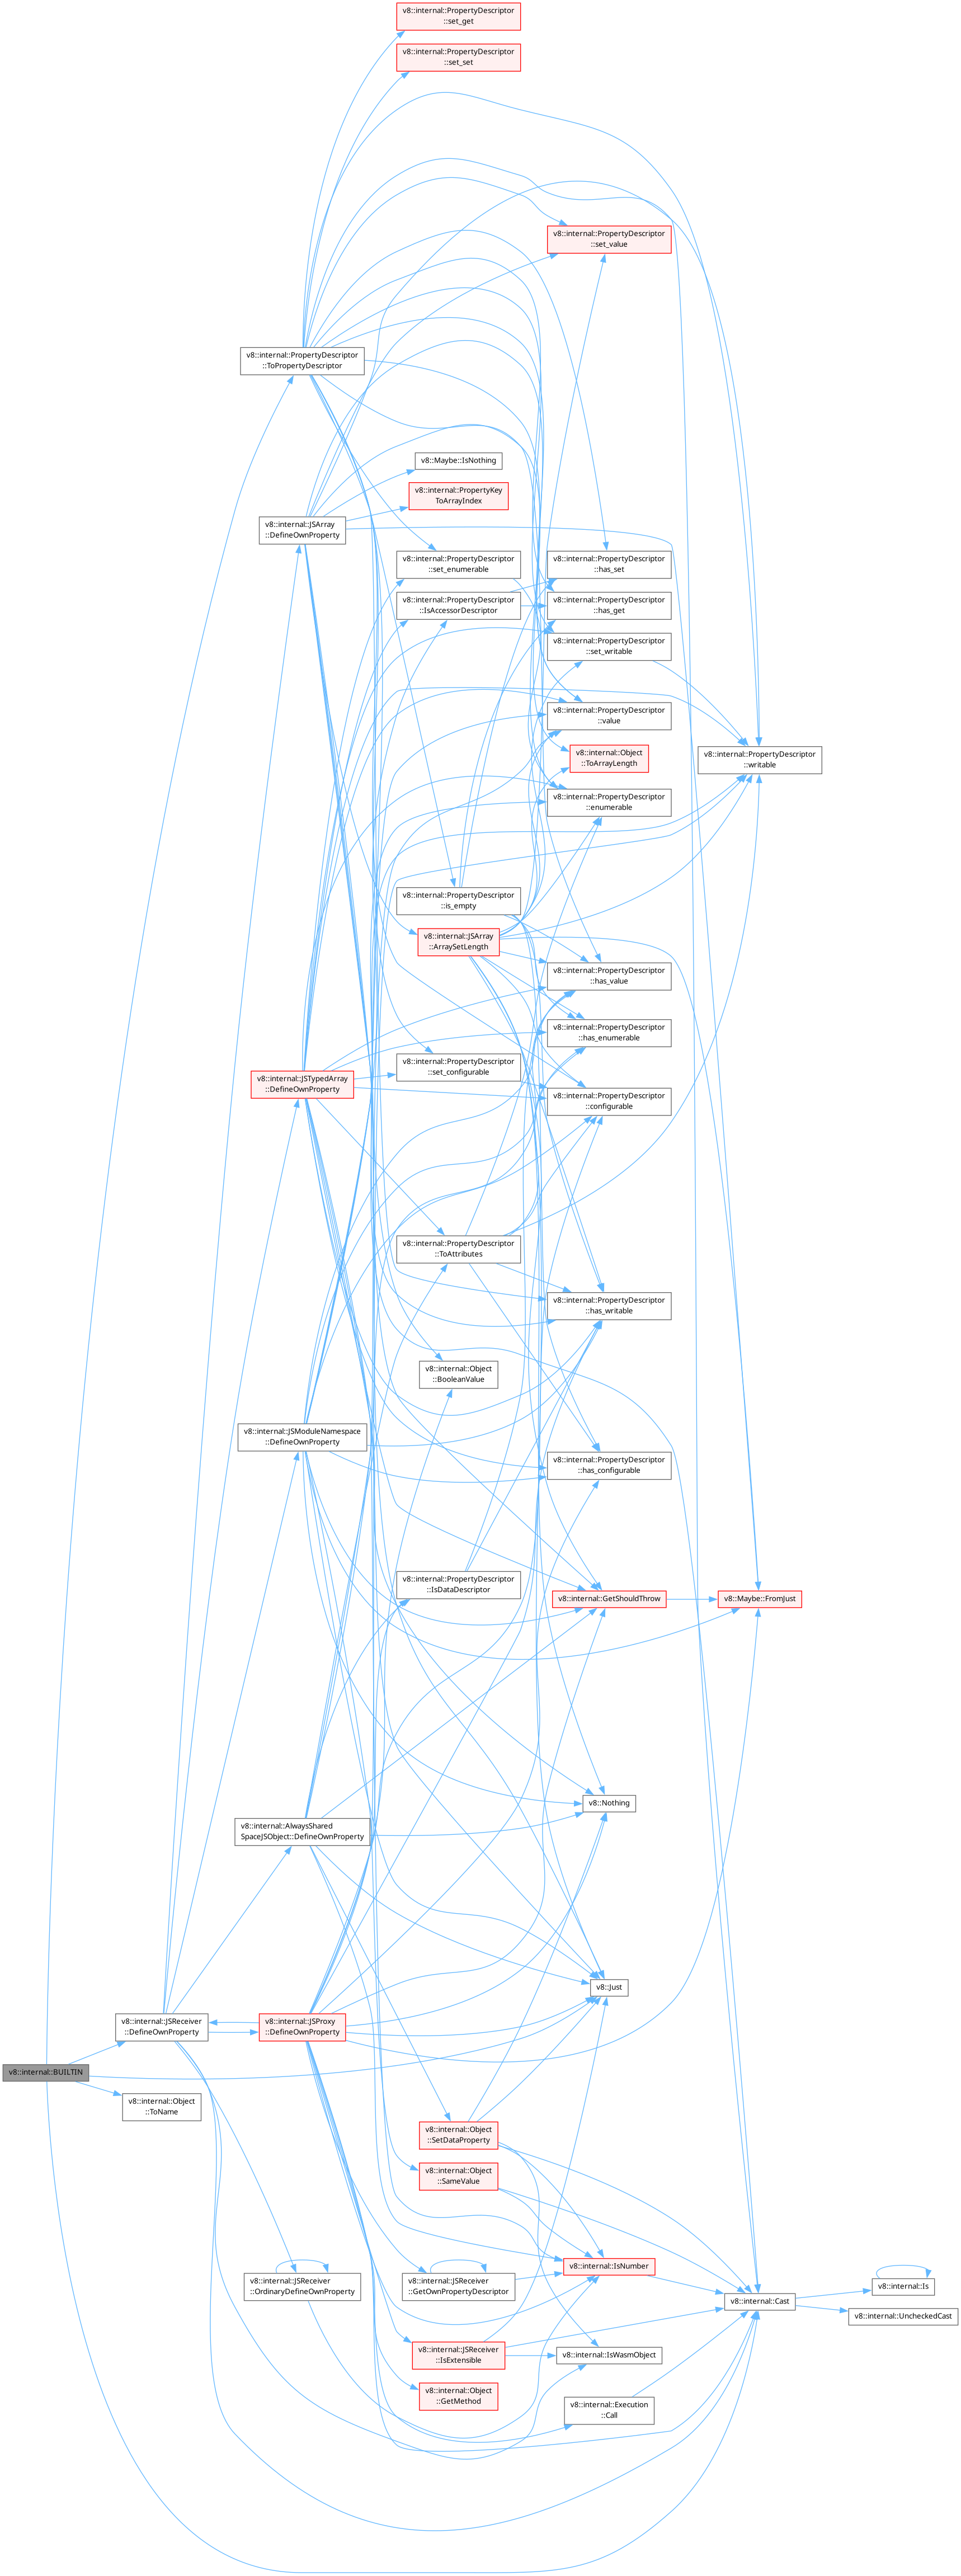 v8::internal::PropertyDescriptor
::set_get
v8::internal::PropertyDescriptor
::set_set
v8::internal::PropertyDescriptor
::set_value
v8::internal::PropertyDescriptor
::ToPropertyDescriptor
v8::Maybe::IsNothing
v8::internal::PropertyKey
ToArrayIndex
v8::internal::JSArray
::DefineOwnProperty
v8::internal::PropertyDescriptor
::set_enumerable
v8::internal::PropertyDescriptor
::has_set
v8::internal::PropertyDescriptor
::IsAccessorDescriptor
v8::internal::PropertyDescriptor
::has_get
v8::internal::PropertyDescriptor
::set_writable
v8::internal::PropertyDescriptor
::value
v8::internal::Object
::ToArrayLength
v8::internal::PropertyDescriptor
::writable
v8::internal::PropertyDescriptor
::enumerable
v8::internal::PropertyDescriptor
::is_empty
v8::internal::JSArray
::ArraySetLength
v8::internal::PropertyDescriptor
::has_value
v8::internal::PropertyDescriptor
::has_enumerable
v8::internal::PropertyDescriptor
::set_configurable
v8::internal::JSTypedArray
::DefineOwnProperty
v8::internal::PropertyDescriptor
::configurable
v8::internal::PropertyDescriptor
::ToAttributes
v8::internal::PropertyDescriptor
::has_writable
v8::internal::Object
::BooleanValue
v8::internal::JSModuleNamespace
::DefineOwnProperty
v8::internal::PropertyDescriptor
::has_configurable
v8::internal::PropertyDescriptor
::IsDataDescriptor
v8::internal::GetShouldThrow
v8::Maybe::FromJust
v8::Nothing
v8::internal::AlwaysShared
SpaceJSObject::DefineOwnProperty
v8::Just
v8::internal::JSReceiver
::DefineOwnProperty
v8::internal::JSProxy
::DefineOwnProperty
v8::internal::BUILTIN
v8::internal::Object
::ToName
v8::internal::Object
::SetDataProperty
v8::internal::Object
::SameValue
v8::internal::IsNumber
v8::internal::JSReceiver
::OrdinaryDefineOwnProperty
v8::internal::JSReceiver
::GetOwnPropertyDescriptor
v8::internal::Is
v8::internal::Cast
v8::internal::UncheckedCast
v8::internal::JSReceiver
::IsExtensible
v8::internal::IsWasmObject
v8::internal::Object
::GetMethod
v8::internal::Execution
::Call